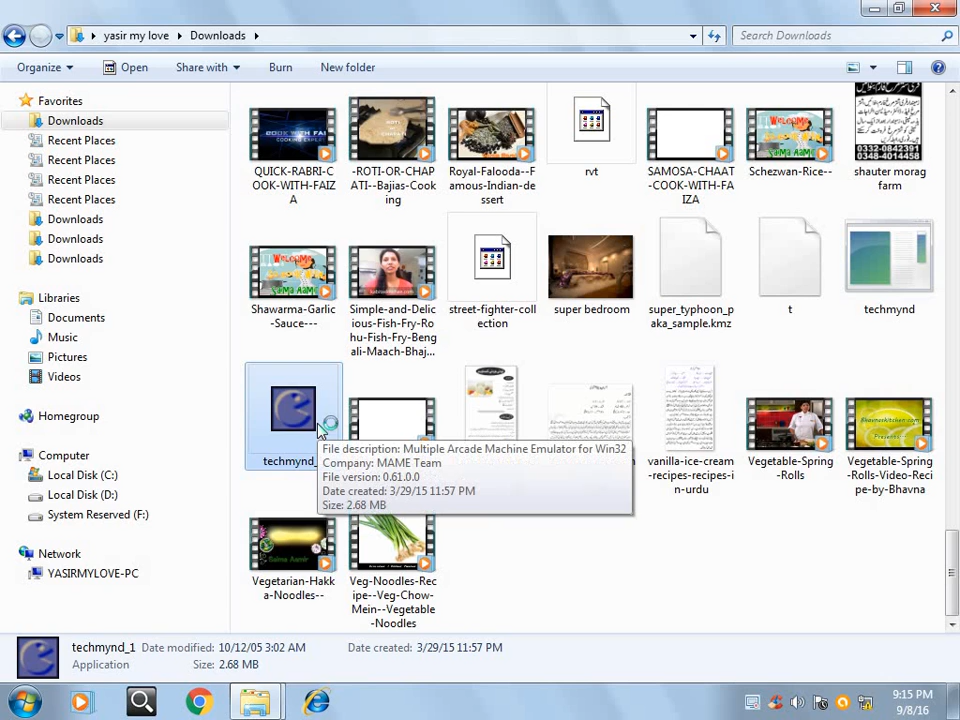 yasir my love
Downloads
Search Downloads
Organize
Open
Share with
Burn
New folder
Favorites
Downloads
Recent Places
Recent Places
Recent Places
Recent Places
Downloads
Downloads
Downloads
Libraries
Documents
Music
Pictures
Videos
Homegroup
Computer
Local Disk (C:)
Local Disk (D:)
System Reserved (F:)
Network
YASIRMYLOVE-PC
QUICK-RABRI-C
OOK-WITH-FAIZ
A
-ROTI-OR-CHAP
ATI--Bajias-Cook
ing
Royal-Falooda--F
amous-Indian-de
ssert
rvt
SAMOSA-CHAAT
-COOK-WITH-FA
IZA
Schezwan-Rice--
0332-0842391
0348-4014458
shauter morag
farm
Shawarma-Garlic
-Sauce---
Simple-and-Delic
ious-Fish-Fry-Ro
hu-Fish-Fry-Beng
ali-Maach-Bhaj...
street-fighter-coll
ection
super bedroom
super_typhoon_p
aka_sample.kmz
t
techmynd
techmynd_
File description: Multiple Arcade Machine Emulator for Win32
Company: MAME Team
File version: 0.61.0.0
Date created: 3/29/15 11:57 PM
Size: 2.68 MB
vanilla-ice-cream
-recipes-recipes-i
n-urdu
Vegetable-Spring
-Rolls
Vegetable-Spring
-Rolls-Video-Reci
pe-by-Bhavna
Vegetarian-Hakk
a-Noodles--
Veg-Noodles-Rec
ipe--Veg-Chow-
Mein--Vegetable
-Noodles
techmynd_1
Date modified: 10/12/05 3:02 AM
Date created: 3/29/15 11:57 PM
Application
Size: 2.68 MB
9:15 PM
9/8/16